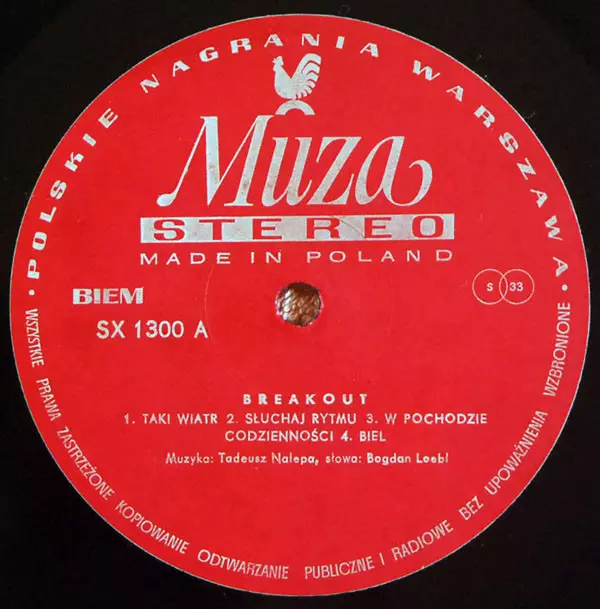 • POLSKIE NAGRANIA WARSZAWA •
Muza
STEREO
MADE IN POLAND
BIEM
S 33
SX 1300 A
BREAKOUT
1. TAKI WIATR 2. SŁUCHAJ RYTMU 3. W POCHODZIE
CODZIENNOŚCI 4. BIEL
Muzyka: Tadeusz Nalepa, słowa: Bogdan Loebl
WSZYSTKIE PRAWA ZASTRZEŻONE KOPIOWANIE ODTWARZANIE PUBLICZNE I RADIOWE BEZ UPOWAŻNIENIA WZBRONIONE